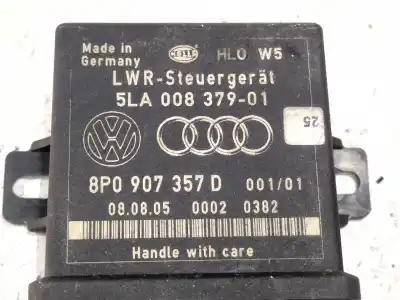 Made in
Germany
HELLA
HLO W5
LWR-Steuergerät
5LA 008 379-01
25
8P0 907 357 D 001/01
08.08.05 0002 0382
Handle with care